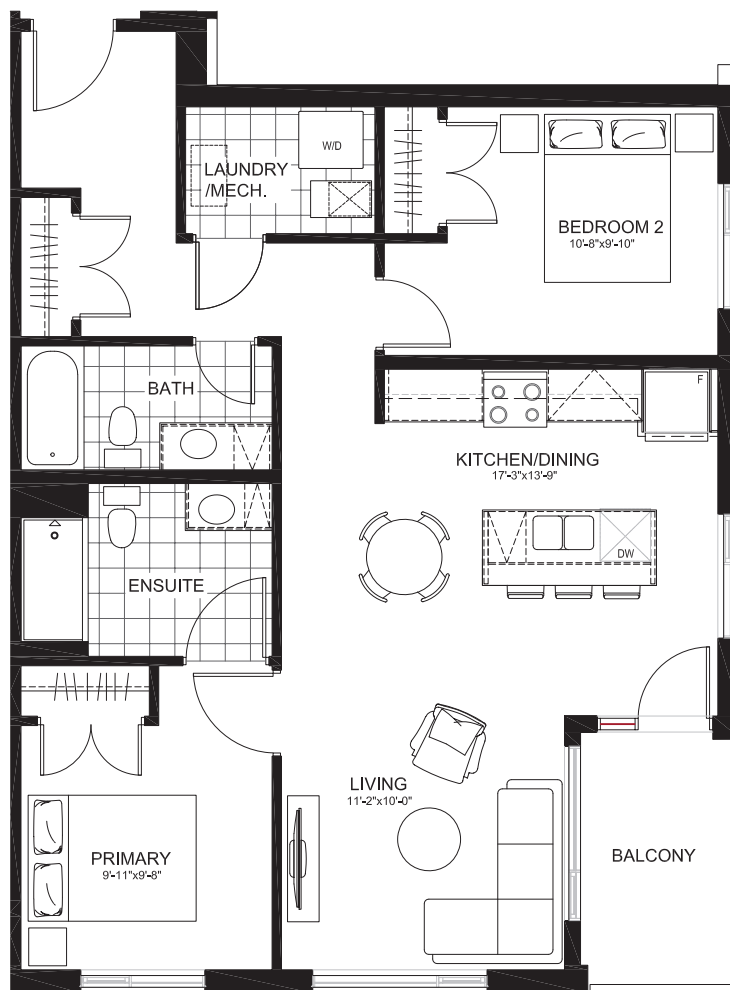 W/D
LAUNDRY
/MECH.
BEDROOM 2
10'-8"x9'-10"
BATH
F
KITCHEN/DINING
17'-3"x13'-9"
DW
ENSUITE
LIVING
11'-2"x10'-0"
PRIMARY
9'-11"x9'-8"
BALCONY